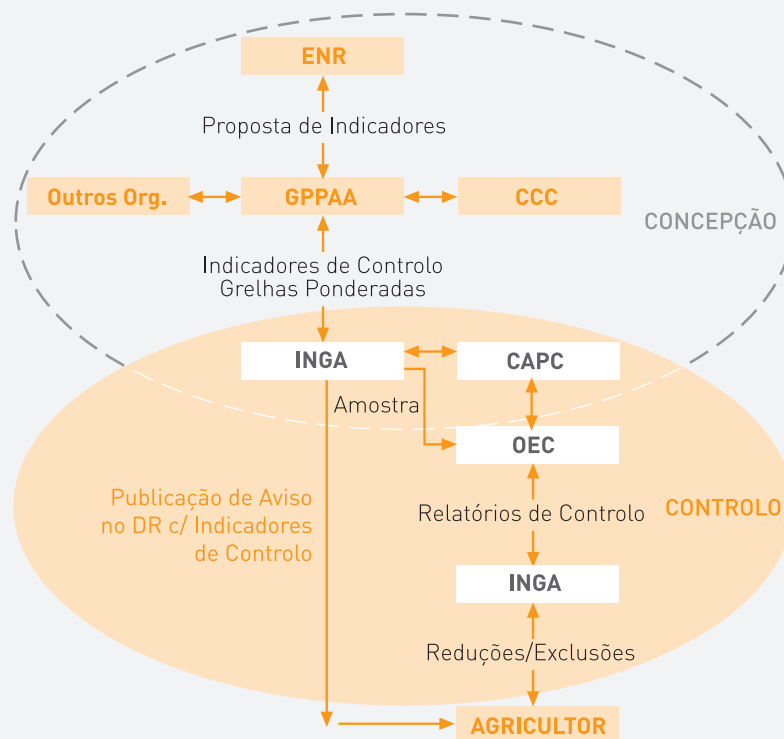 ENR
Proposta de Indicadores
Outros Org.
GPPAA
CCC
CONCEPÇÃO
Indicadores de Controlo
Grelhas Ponderadas
INGA
CAPC
Amostra
OEC
Publicação de Aviso
no DR c/ Indicadores
de Controlo
Relatórios de Controlo
CONTROLO
INGA
Reduções/Exclusões
AGRICULTOR